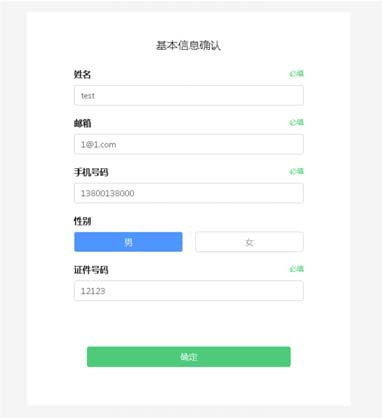 基本信息确认
姓名 必填
test
邮箱 必填
1@1.com
手机号码 必填
13800138000
性别
男 女
证件号码 必填
12123
确定